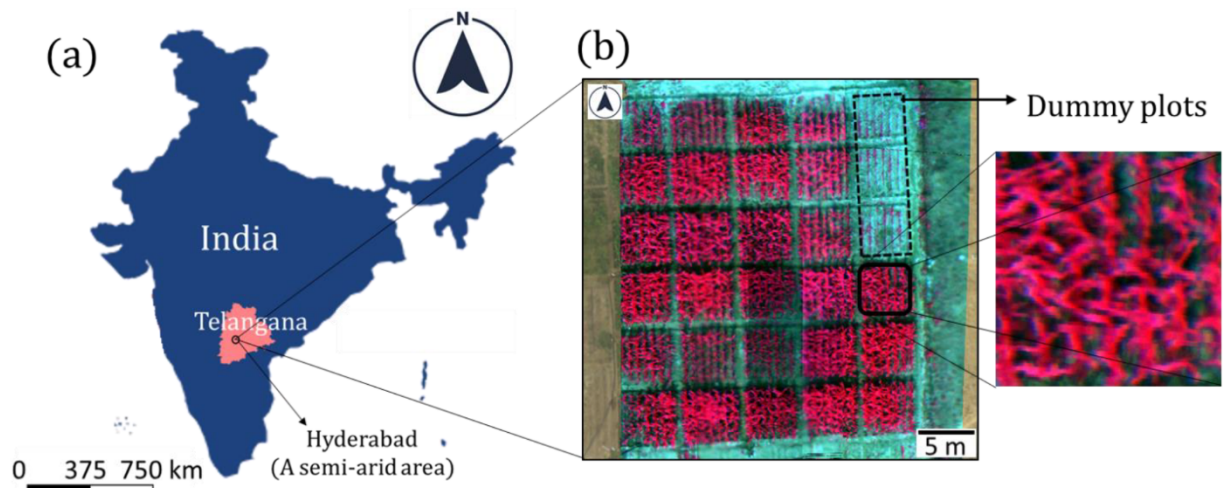 (a)
N
(b)
Dummy plots
India
Telangana
Hyderabad
(A semi-arid area)
0 375 750 km
5 m